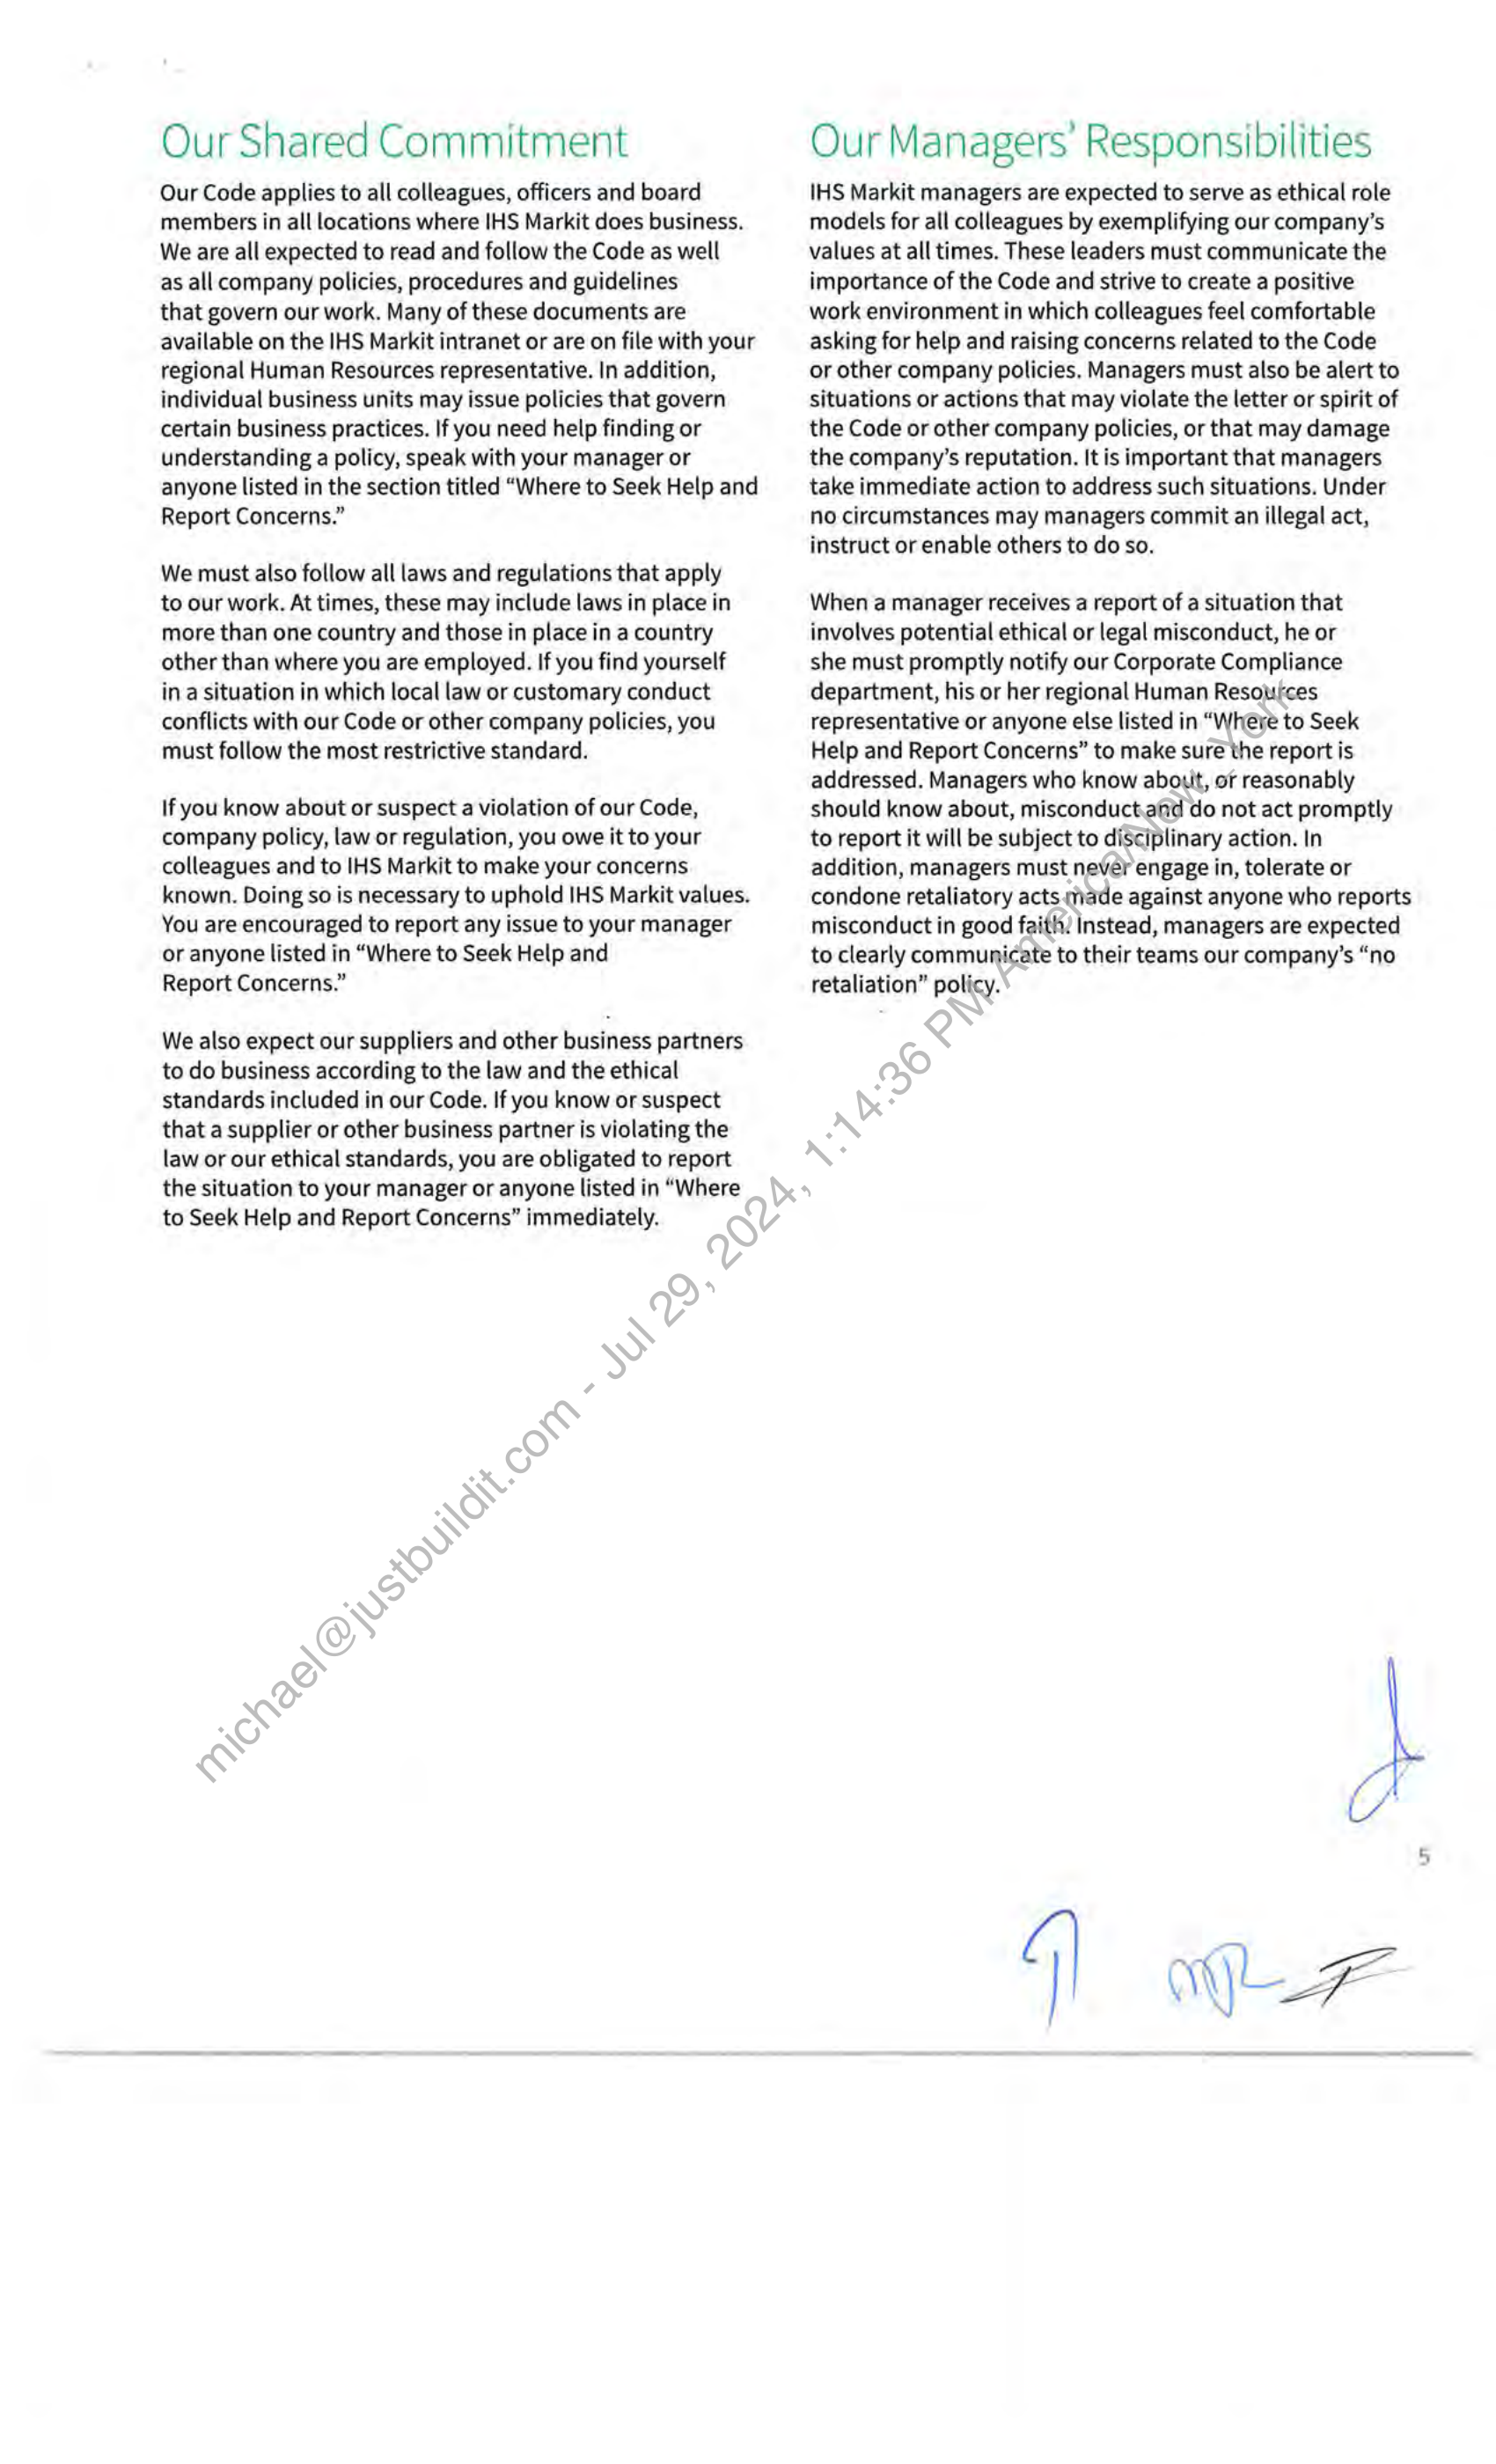 Our Shared Commitment
Our Code applies to all colleagues, officers and board
members in all locations where IHS Markit does business.
We are all expected to read and follow the Code as well
as all company policies, procedures and guidelines
that govern our work. Many of these documents are
available on the IHS Markit intranet or are on file with your
regional Human Resources representative. In addition,
individual business units may issue policies that govern
certain business practices. If you need help finding or
understanding a policy, speak with your manager or
anyone listed in the section titled “Where to Seek Help and
Report Concerns.”
We must also follow all laws and regulations that apply
to our work. At times, these may include laws in place in
more than one country and those in place in a country
other than where you are employed. If you find yourself
in a situation in which local law or customary conduct
conflicts with our Code or other company policies, you
must follow the most restrictive standard.
If you know about or suspect a violation of our Code,
company policy, law or regulation, you owe it to your
colleagues and to IHS Markit to make your concerns
known. Doing so is necessary to uphold IHS Markit values.
You are encouraged to report any issue to your manager
or anyone listed in “Where to Seek Help and
Report Concerns.”
We also expect our suppliers and other business partners
to do business according to the law and the ethical
standards included in our Code. If you know or suspect
that a supplier or other business partner is violating the
law or our ethical standards, you are obligated to report
the situation to your manager or anyone listed in “Where
to Seek Help and Report Concerns” immediately.
Our Managers’ Responsibilities
IHS Markit managers are expected to serve as ethical role
models for all colleagues by exemplifying our company’s
values at all times. These leaders must communicate the
importance of the Code and strive to create a positive
work environment in which colleagues feel comfortable
asking for help and raising concerns related to the Code
or other company policies. Managers must also be alert to
situations or actions that may violate the letter or spirit of
the Code or other company policies, or that may damage
the company’s reputation. It is important that managers
take immediate action to address such situations. Under
no circumstances may managers commit an illegal act,
instruct or enable others to do so.
When a manager receives a report of a situation that
involves potential ethical or legal misconduct, he or
she must promptly notify our Corporate Compliance
department, his or her regional Human Resources
representative or anyone else listed in “Where to Seek
Help and Report Concerns” to make sure the report is
addressed. Managers who know about, or reasonably
should know about, misconduct and do not act promptly
to report it will be subject to disciplinary action. In
addition, managers must never engage in, tolerate or
condone retaliatory acts made against anyone who reports
misconduct in good faith. Instead, managers are expected
to clearly communicate to their teams our company’s “no
retaliation” policy.
michael@justbuildit.com - Jul 29, 2024, 1:14:36 PM America/New_York
5